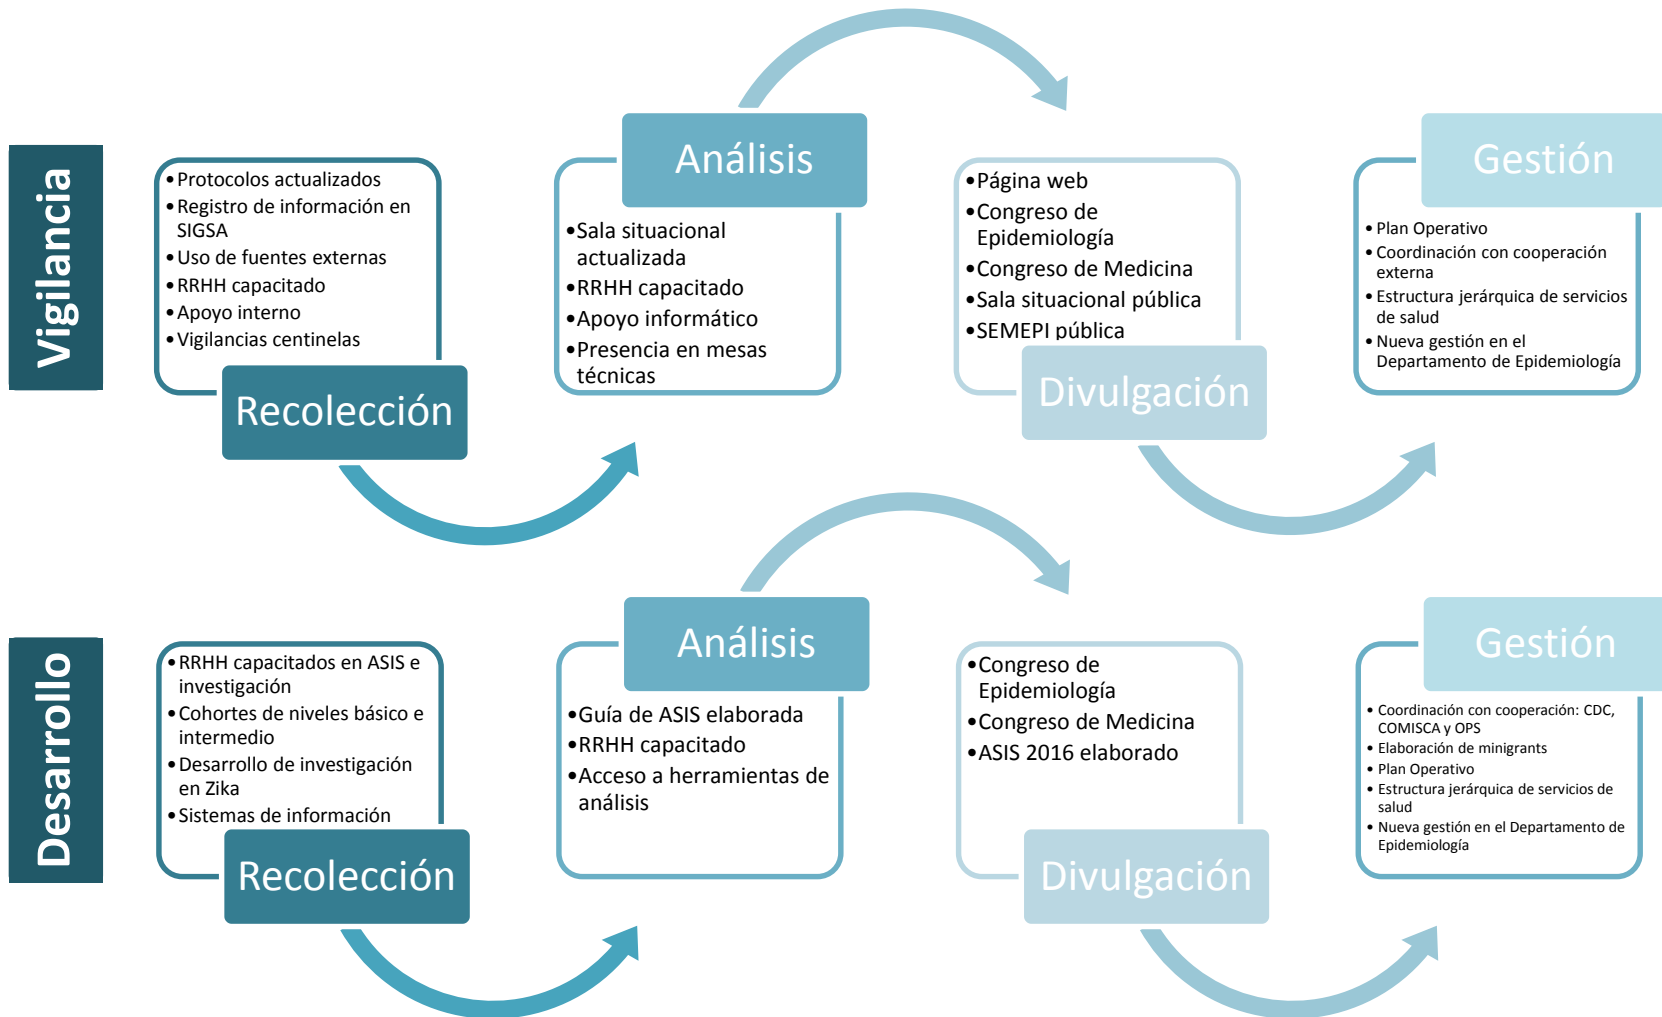 Vigilancia
• Protocolos actualizados
• Registro de información en
SIGSA
• Uso de fuentes externas
• RRHH capacitado
• Apoyo interno
• Vigilancias centinelas
Recolección
Análisis
• Sala situacional
actualizada
• RRHH capacitado
• Apoyo informático
• Presencia en mesas
técnicas
• Página web
• Congreso de
Epidemiología
• Congreso de Medicina
• Sala situacional pública
• SEMEPI pública
Divulgación
Gestión
• Plan Operativo
• Coordinación con cooperación
externa
• Estructura jerárquica de servicios
de salud
• Nueva gestión en el
Departamento de Epidemiología
Desarrollo
• RRHH capacitados en ASIS e
investigación
• Cohortes de niveles básico e
intermedio
• Desarrollo de investigación
en Zika
• Sistemas de información
Recolección
Análisis
• Guía de ASIS elaborada
• RRHH capacitado
• Acceso a herramientas de
análisis
• Congreso de
Epidemiología
• Congreso de Medicina
• ASIS 2016 elaborado
Divulgación
Gestión
• Coordinación con cooperación: CDC,
COMISCA y OPS
• Elaboración de minigrants
• Plan Operativo
• Estructura jerárquica de servicios de
salud
• Nueva gestión en el Departamento de
Epidemiología